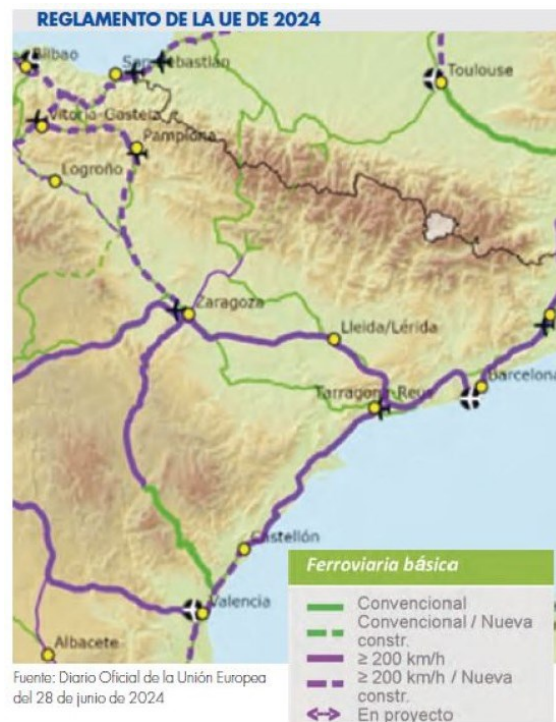 REGLAMENTO DE LA UE DE 2024
Bilbao
San Sebastián
Toulouse
Vitoria-Gasteiz
Pamplona
Logroño
Zaragoza
Lleida/Lérida
Barcelona
Tarragona-Reus
Castellón
Valencia
Albacete
Ferroviaria básica
Convencional
Convencional / Nueva
constr.
≥ 200 km/h
≥ 200 km/h / Nueva
constr.
En proyecto
Fuente: Diario Oficial de la Unión Europea
del 28 de junio de 2024